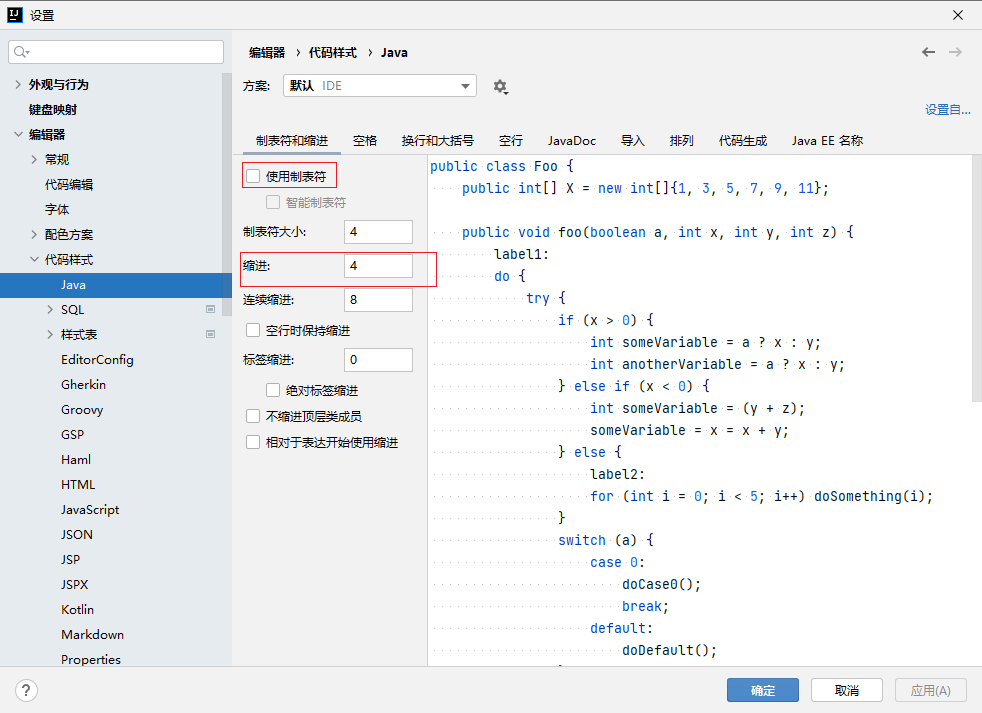 设置
编辑器 › 代码样式 › Java
方案: 默认 IDE
设置自...
外观与行为
键盘映射
编辑器
常规
代码编辑
字体
配色方案
代码样式
Java
SQL
样式表
EditorConfig
Gherkin
Groovy
GSP
Haml
HTML
JavaScript
JSON
JSP
JSPX
Kotlin
Markdown
Properties
制表符和缩进 空格 换行和大括号 空行 JavaDoc 导入 排列 代码生成 Java EE 名称
使用制表符
智能制表符
制表符大小: 4
缩进: 4
连续缩进: 8
空行时保持缩进
标签缩进: 0
绝对标签缩进
不缩进顶层类成员
相对于表达开始使用缩进
public class Foo {
    public int[] X = new int[]{1, 3, 5, 7, 9, 11};

    public void foo(boolean a, int x, int y, int z) {
        label1:
        do {
            try {
                if (x > 0) {
                    int someVariable = a ? x : y;
                    int anotherVariable = a ? x : y;
                } else if (x < 0) {
                    int someVariable = (y + z);
                    someVariable = x = x + y;
                } else {
                    label2:
                    for (int i = 0; i < 5; i++) doSomething(i);
                }
                switch (a) {
                    case 0:
                        doCase0();
                        break;
                    default:
                        doDefault();
?
确定 取消 应用(A)